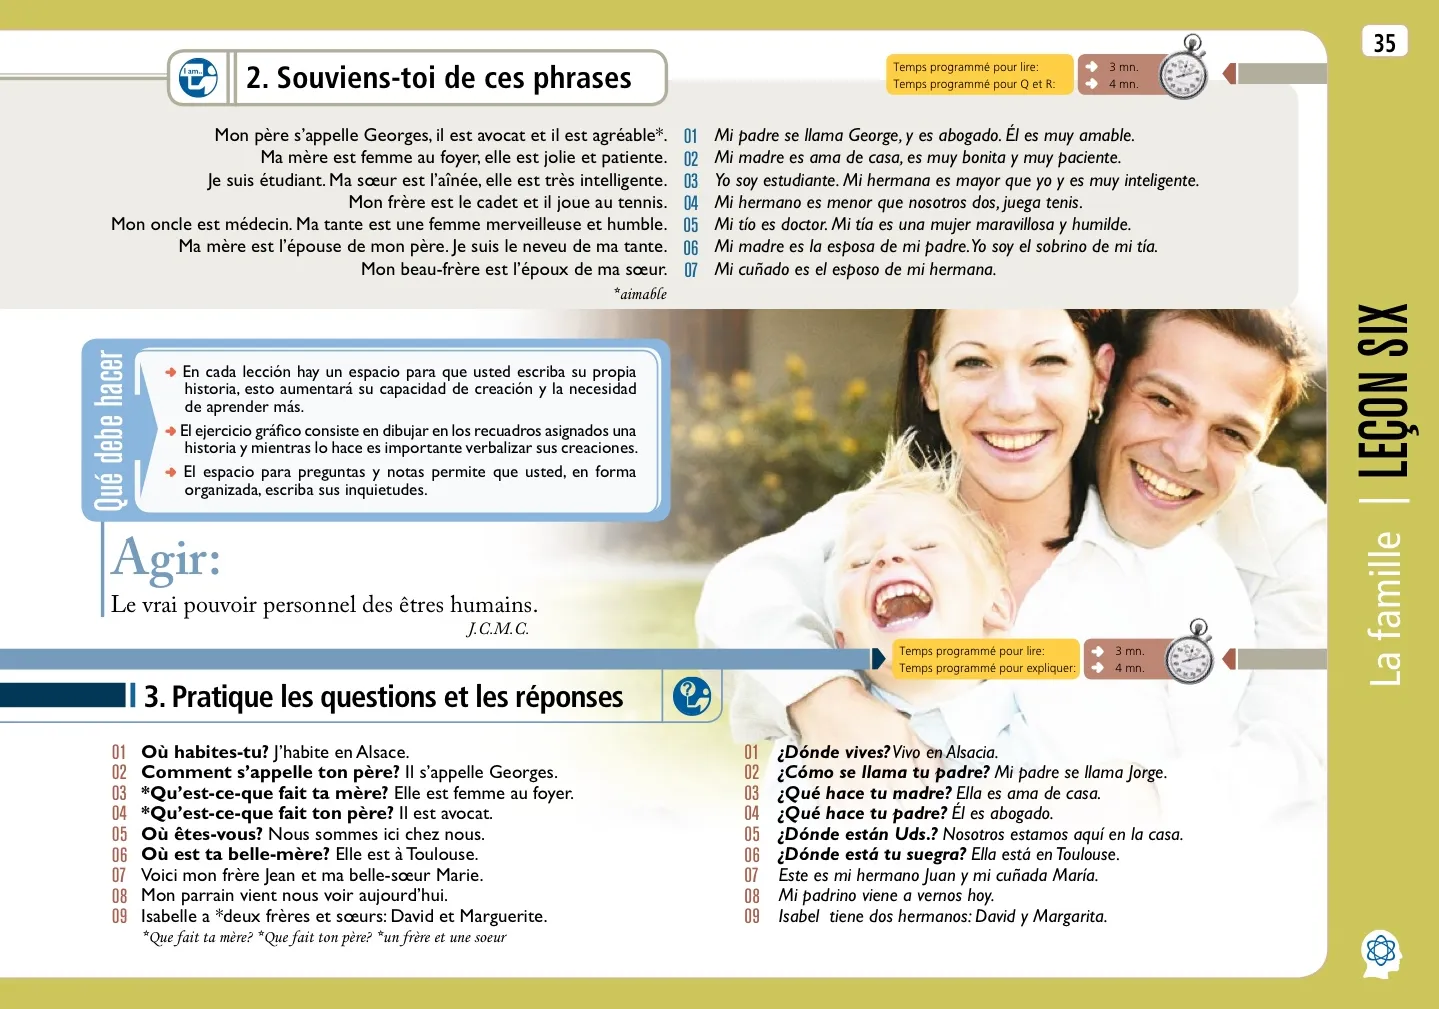 35
I am...
2. Souviens-toi de ces phrases
Temps programmé pour lire: 3 mn.
Temps programmé pour Q et R: 4 mn.
Mon père s'appelle Georges, il est avocat et il est agréable*. 01 Mi padre se llama George, y es abogado. Él es muy amable.
Ma mère est femme au foyer, elle est jolie et patiente. 02 Mi madre es ama de casa, es muy bonita y muy paciente.
Je suis étudiant. Ma sœur est l'aînée, elle est très intelligente. 03 Yo soy estudiante. Mi hermana es mayor que yo y es muy inteligente.
Mon frère est le cadet et il joue au tennis. 04 Mi hermano es menor que nosotros dos, juega tenis.
Mon oncle est médecin. Ma tante est une femme merveilleuse et humble. 05 Mi tío es doctor. Mi tía es una mujer maravillosa y humilde.
Ma mère est l'épouse de mon père. Je suis le neveu de ma tante. 06 Mi madre es la esposa de mi padre. Yo soy el sobrino de mi tía.
Mon beau-frère est l'époux de ma sœur. 07 Mi cuñado es el esposo de mi hermana.
*aimable
Qué debe hacer
En cada lección hay un espacio para que usted escriba su propia
historia, esto aumentará su capacidad de creación y la necesidad
de aprender más.
El ejercicio gráfico consiste en dibujar en los recuadros asignados una
historia y mientras lo hace es importante verbalizar sus creaciones.
El espacio para preguntas y notas permite que usted, en forma
organizada, escriba sus inquietudes.
Agir:
Le vrai pouvoir personnel des êtres humains.
J.C.M.C.
La famille | LEÇON SIX
Temps programmé pour lire: 3 mn.
Temps programmé pour expliquer: 4 mn.
3. Pratique les questions et les réponses
?
01 Où habites-tu? J'habite en Alsace.
02 Comment s'appelle ton père? Il s'appelle Georges.
03 *Qu'est-ce-que fait ta mère? Elle est femme au foyer.
04 *Qu'est-ce-que fait ton père? Il est avocat.
05 Où êtes-vous? Nous sommes ici chez nous.
06 Où est ta belle-mère? Elle est à Toulouse.
07 Voici mon frère Jean et ma belle-sœur Marie.
08 Mon parrain vient nous voir aujourd'hui.
09 Isabelle a *deux frères et sœurs: David et Marguerite.
*Que fait ta mère? *Que fait ton père? *un frère et une soeur
01 ¿Dónde vives? Vivo en Alsacia.
02 ¿Cómo se llama tu padre? Mi padre se llama Jorge.
03 ¿Qué hace tu madre? Ella es ama de casa.
04 ¿Qué hace tu padre? Él es abogado.
05 ¿Dónde están Uds.? Nosotros estamos aquí en la casa.
06 ¿Dónde está tu suegra? Ella está en Toulouse.
07 Este es mi hermano Juan y mi cuñada María.
08 Mi padrino viene a vernos hoy.
09 Isabel tiene dos hermanos: David y Margarita.